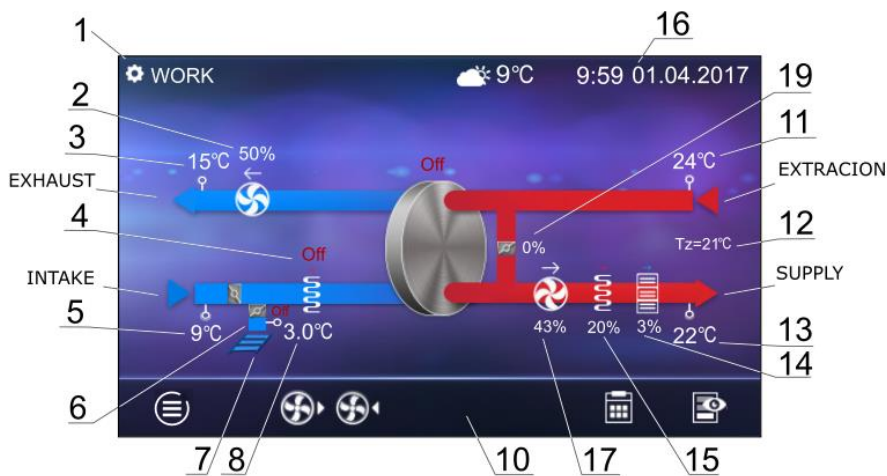 1
16
WORK
9°C
9:59 01.04.2017
19
2
11
3
50%
15°C
Off
24°C
EXHAUST
EXTRACION
4
0%
12
Off
Tz=21°C
INTAKE
SUPPLY
5
9°C
Off
3.0°C
43%
20%
3%
22°C
13
6
14
7
8
10
17
15